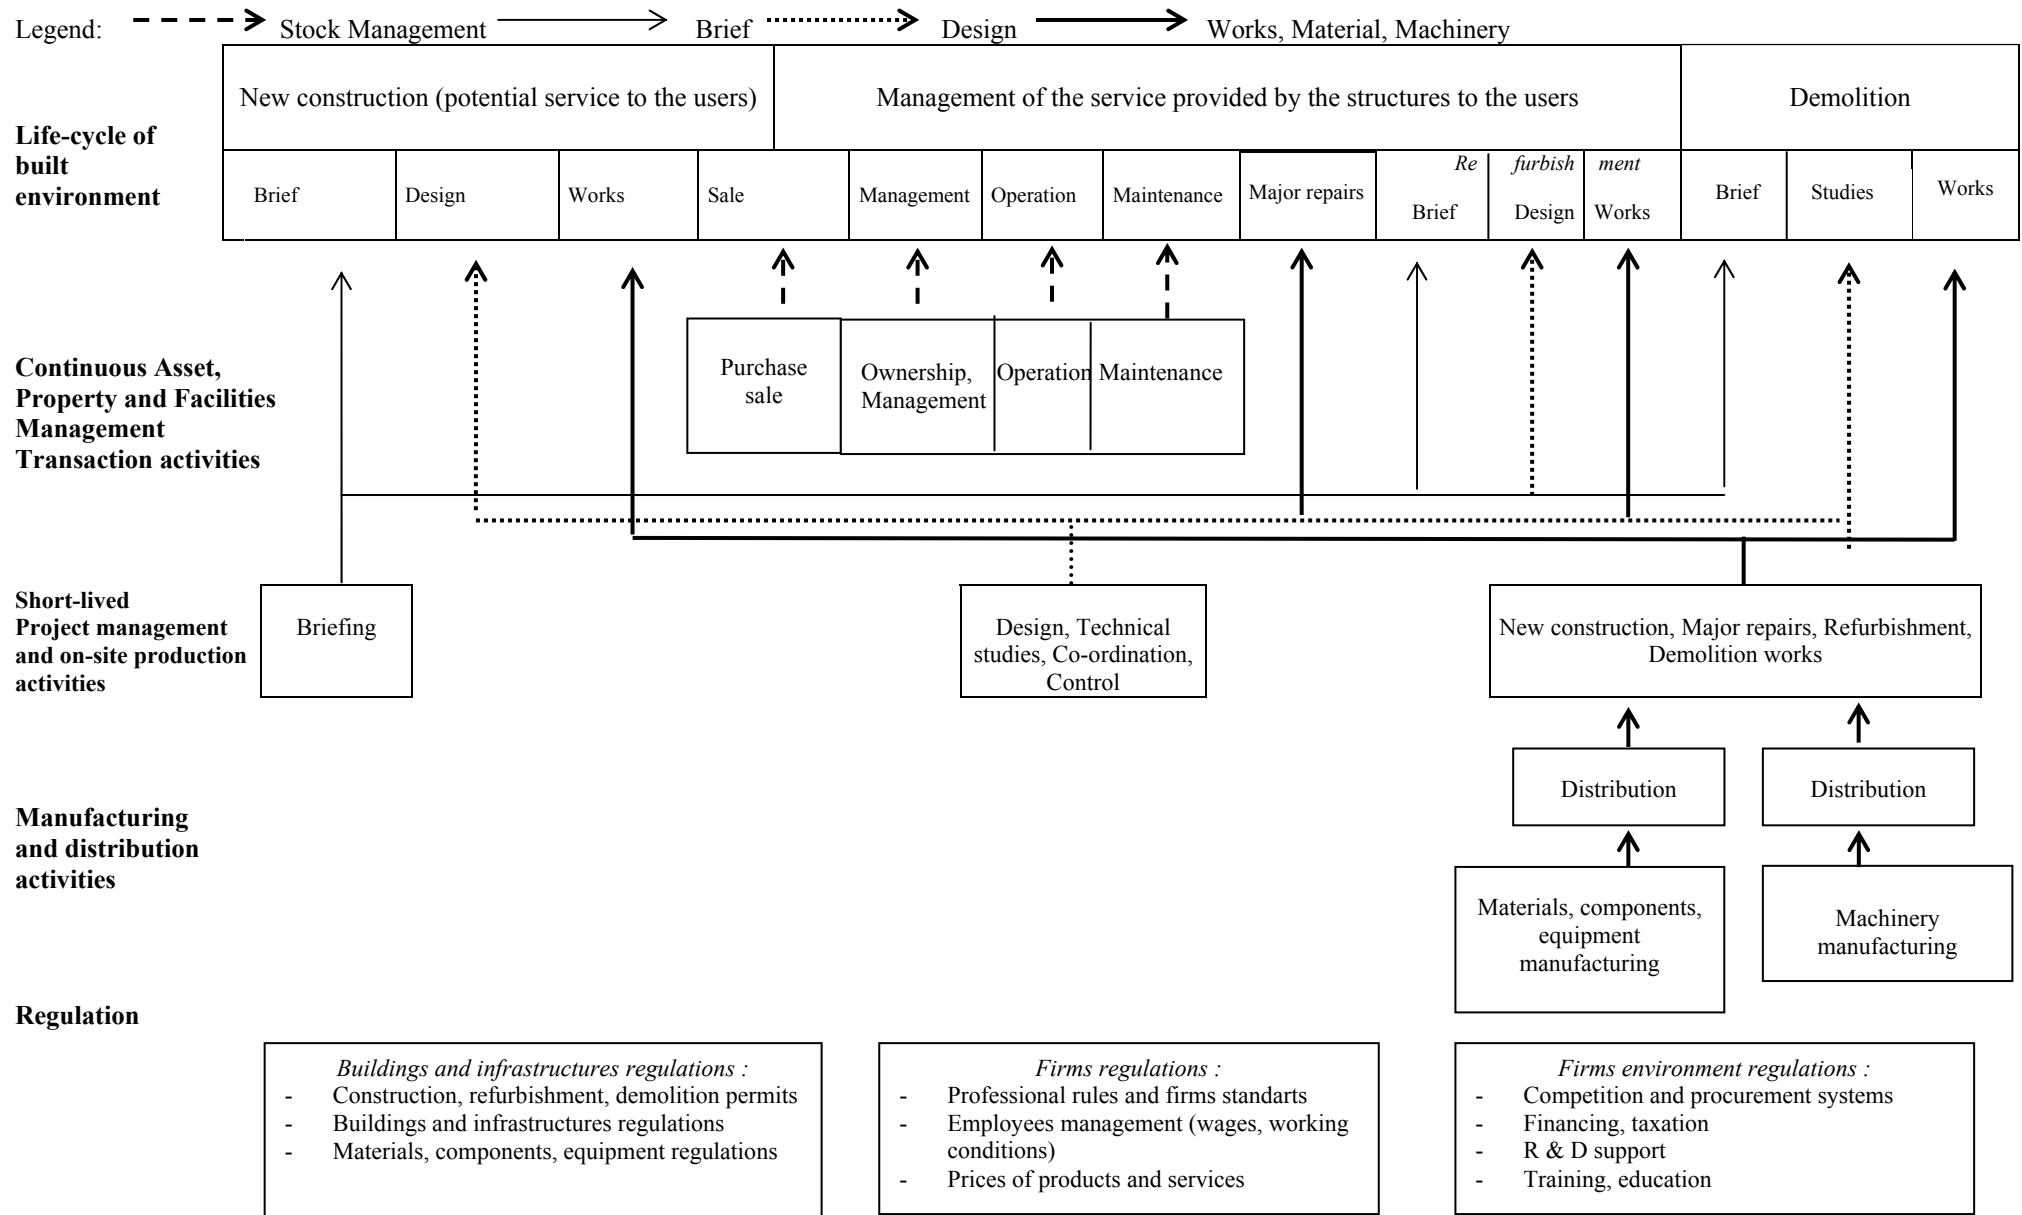 Legend: Stock Management Brief Design Works, Material, Machinery
New construction (potential service to the users) Management of the service provided by the structures to the users Demolition
Life-cycle of
built
environment
Re furbish ment
Brief Design Works Sale Management Operation Maintenance Major repairs Brief Design Works Brief Studies Works
Continuous Asset,
Property and Facilities
Management
Transaction activities
Purchase
sale
Ownership,
Management
Operation
Maintenance
Short-lived
Project management
and on-site production
activities
Briefing
Design, Technical
studies, Co-ordination,
Control
New construction, Major repairs, Refurbishment,
Demolition works
Manufacturing
and distribution
activities
Distribution
Distribution
Materials, components,
equipment
manufacturing
Machinery
manufacturing
Regulation
Buildings and infrastructures regulations :
- Construction, refurbishment, demolition permits
- Buildings and infrastructures regulations
- Materials, components, equipment regulations
Firms regulations :
- Professional rules and firms standarts
- Employees management (wages, working
conditions)
- Prices of products and services
Firms environment regulations :
- Competition and procurement systems
- Financing, taxation
- R & D support
- Training, education